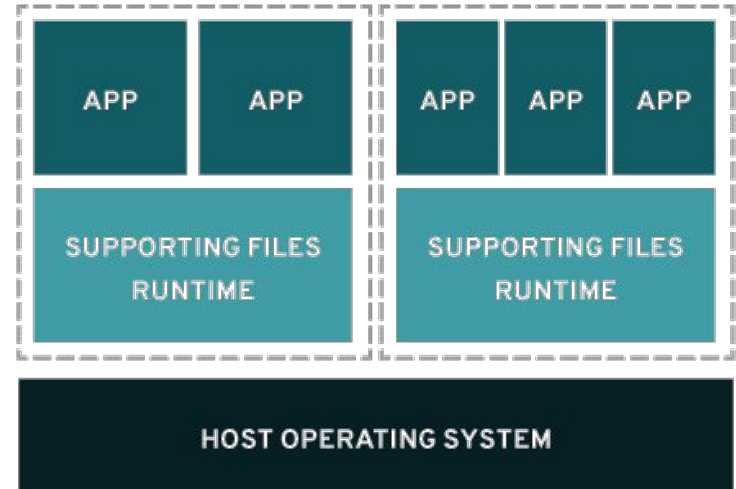 APP APP APP APP APP
SUPPORTING FILES
RUNTIME
SUPPORTING FILES
RUNTIME
HOST OPERATING SYSTEM